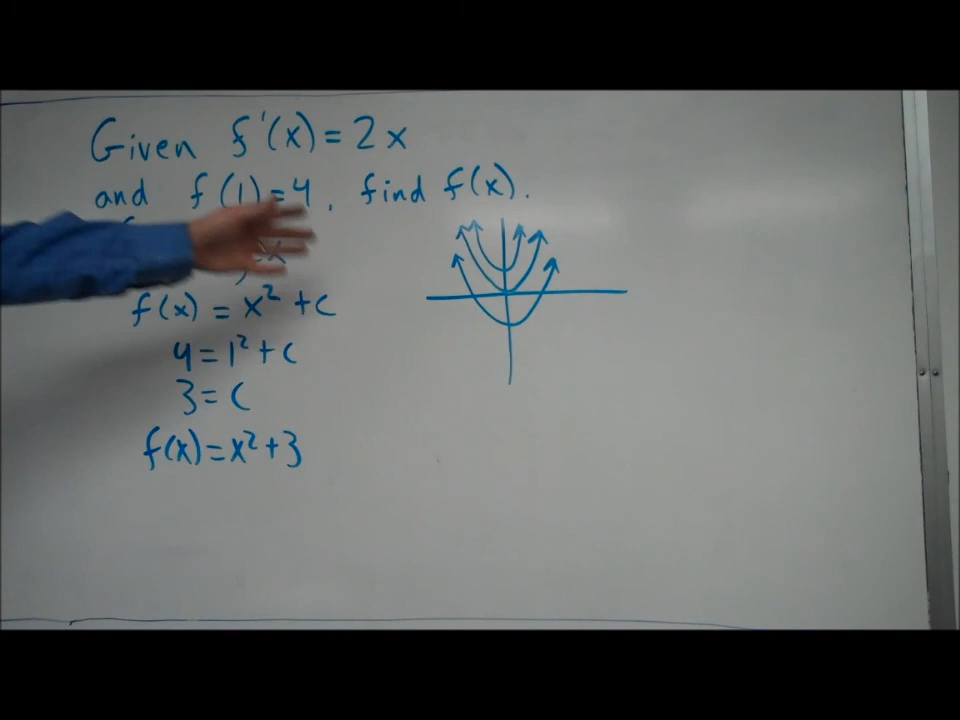 Given f'(x) = 2x
and f(1) = 4, find f(x).
f(x) = x² + c
4 = 1² + c
3 = c
f(x) = x² + 3